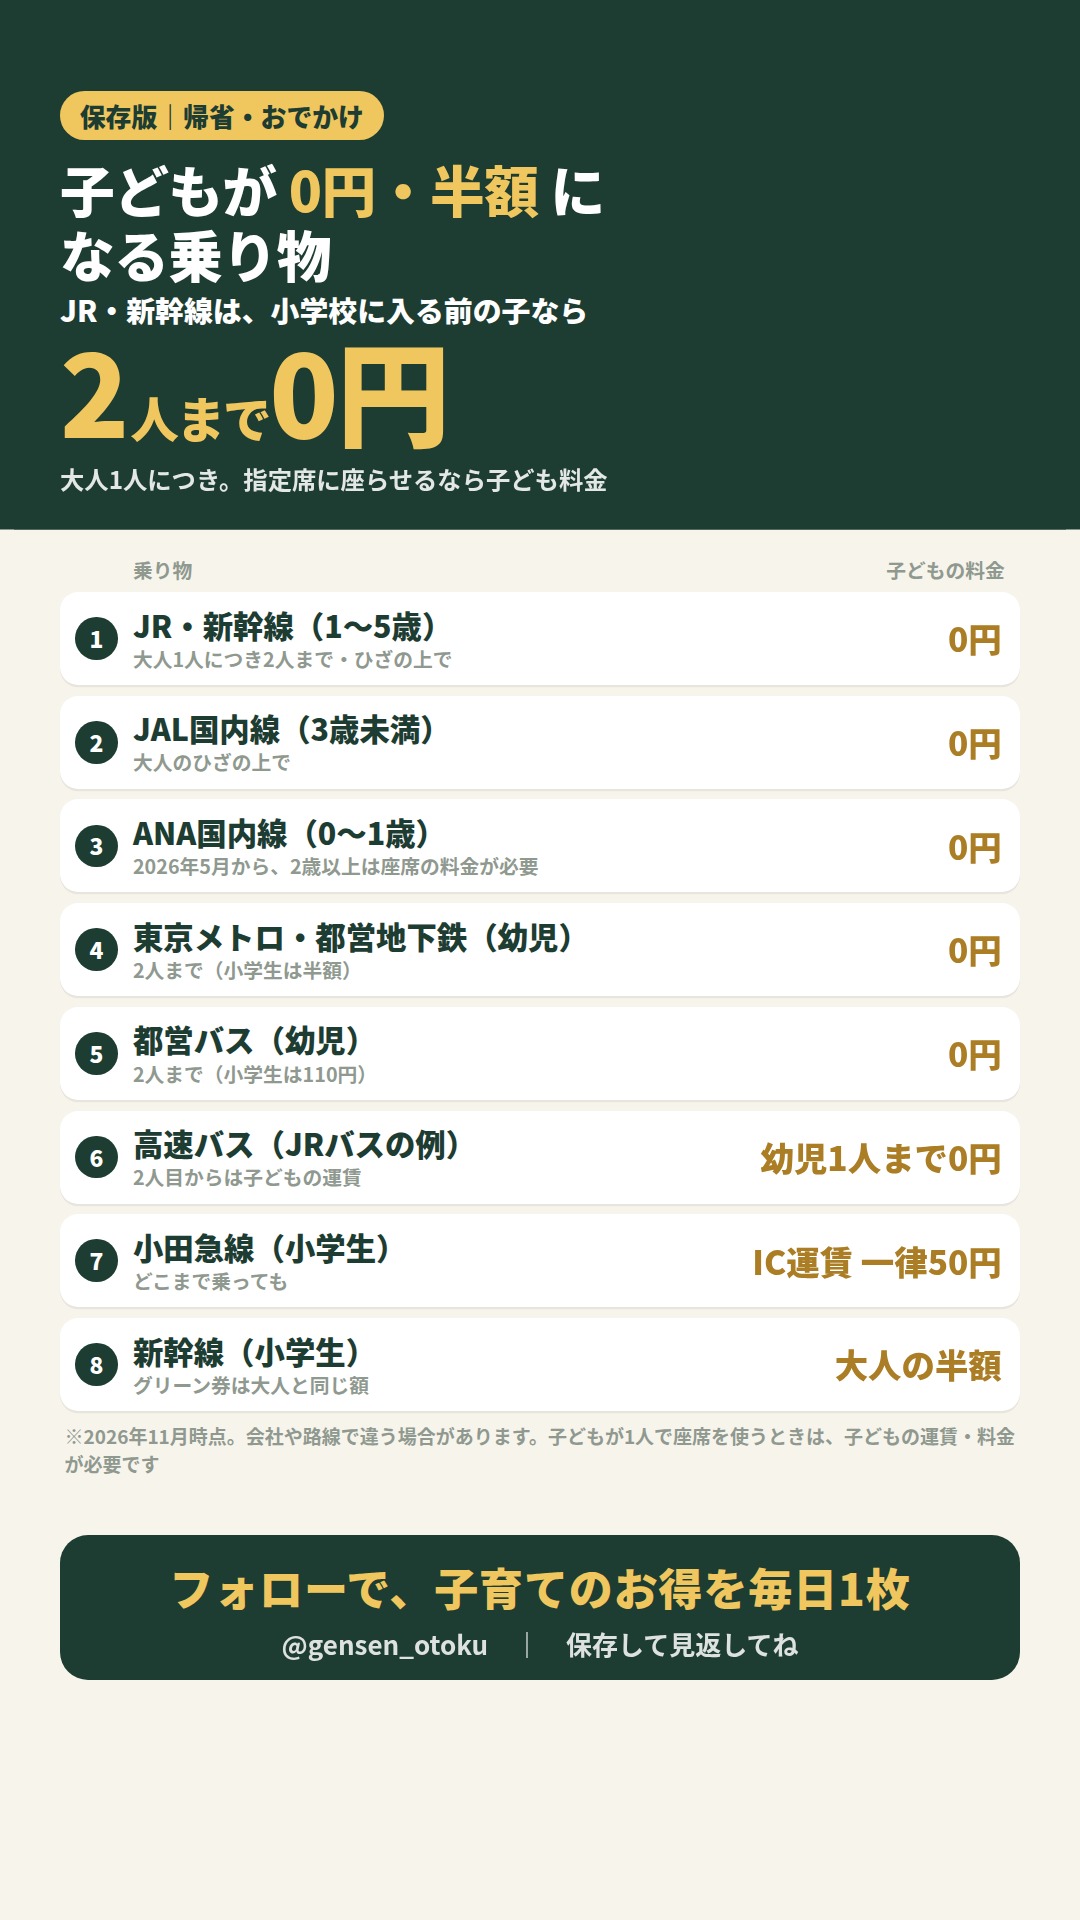 保存版｜帰省・おでかけ
子どもが 0円・半額 に
なる乗り物
JR・新幹線は、小学校に入る前の子なら
2人まで0円
大人1人につき。指定席に座らせるなら子ども料金
乗り物 子どもの料金
1 JR・新幹線（1〜5歳） 0円
大人1人につき2人まで・ひざの上で
2 JAL国内線（3歳未満） 0円
大人のひざの上で
3 ANA国内線（0〜1歳） 0円
2026年5月から、2歳以上は座席の料金が必要
4 東京メトロ・都営地下鉄（幼児） 0円
2人まで（小学生は半額）
5 都営バス（幼児） 0円
2人まで（小学生は110円）
6 高速バス（JRバスの例） 幼児1人まで0円
2人目からは子どもの運賃
7 小田急線（小学生） IC運賃 一律50円
どこまで乗っても
8 新幹線（小学生） 大人の半額
グリーン券は大人と同じ額
※2026年11月時点。会社や路線で違う場合があります。子どもが1人で座席を使うときは、子どもの運賃・料金
が必要です
フォローで、子育てのお得を毎日1枚
@gensen_otoku ｜ 保存して見返してね